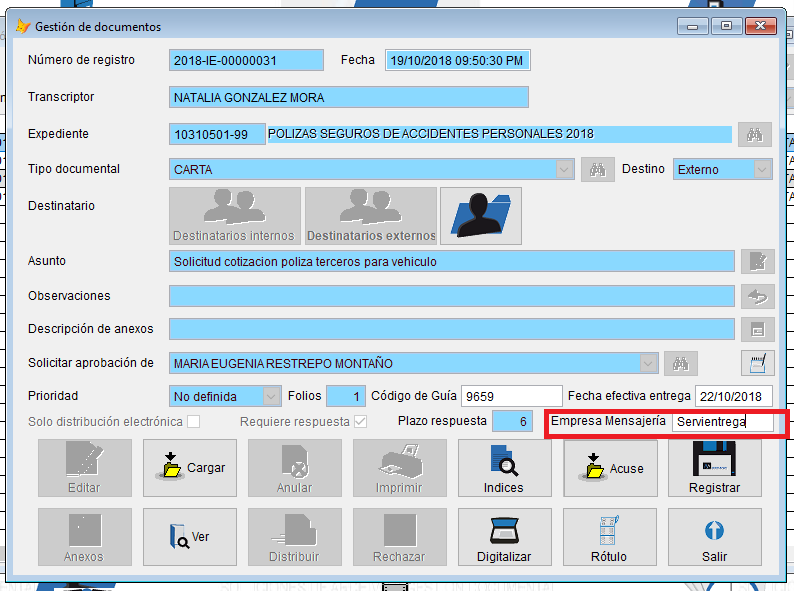 Gestión de documentos
Número de registro 2018-IE-00000031 Fecha 19/10/2018 09:50:30 PM
Transcriptor NATALIA GONZALEZ MORA
Expediente 10310501-99 POLIZAS SEGUROS DE ACCIDENTES PERSONALES 2018
Tipo documental CARTA Destino Externo
Destinatario Destinatarios internos Destinatarios externos
Asunto Solicitud cotizacion poliza terceros para vehiculo
Observaciones
Descripción de anexos
Solicitar aprobación de MARIA EUGENIA RESTREPO MONTAÑO
Prioridad No definida Folios 1 Código de Guía 9659 Fecha efectiva entrega 22/10/2018
Solo distribución electrónica Requiere respuesta Plazo respuesta 6 Empresa Mensajería Servientrega
Editar Cargar Anular Imprimir Indices Acuse Registrar
Anexos Ver Distribuir Rechazar Digitalizar Rótulo Salir